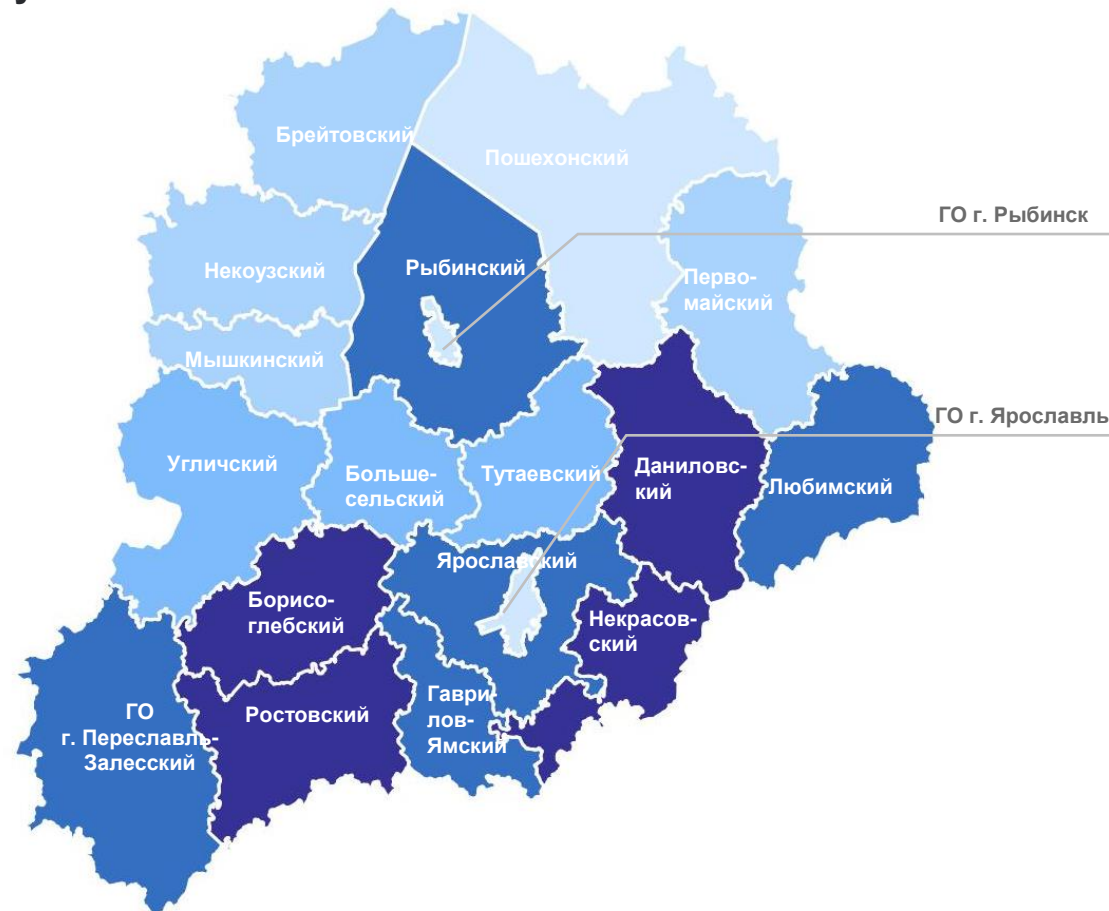 Брейтовский
Пошехонский
ГО г. Рыбинск
Некоузский
Рыбинский
Перво-
майский
Мышкинский
ГО г. Ярославль
Угличский
Больше-
сельский
Тутаевский
Даниловс-
кий
Любимский
Ярославский
Борисо-
глебский
Некрасов-
ский
Ростовский
Гаври-
лов-
Ямский
ГО
г. Переславль-
Залесский